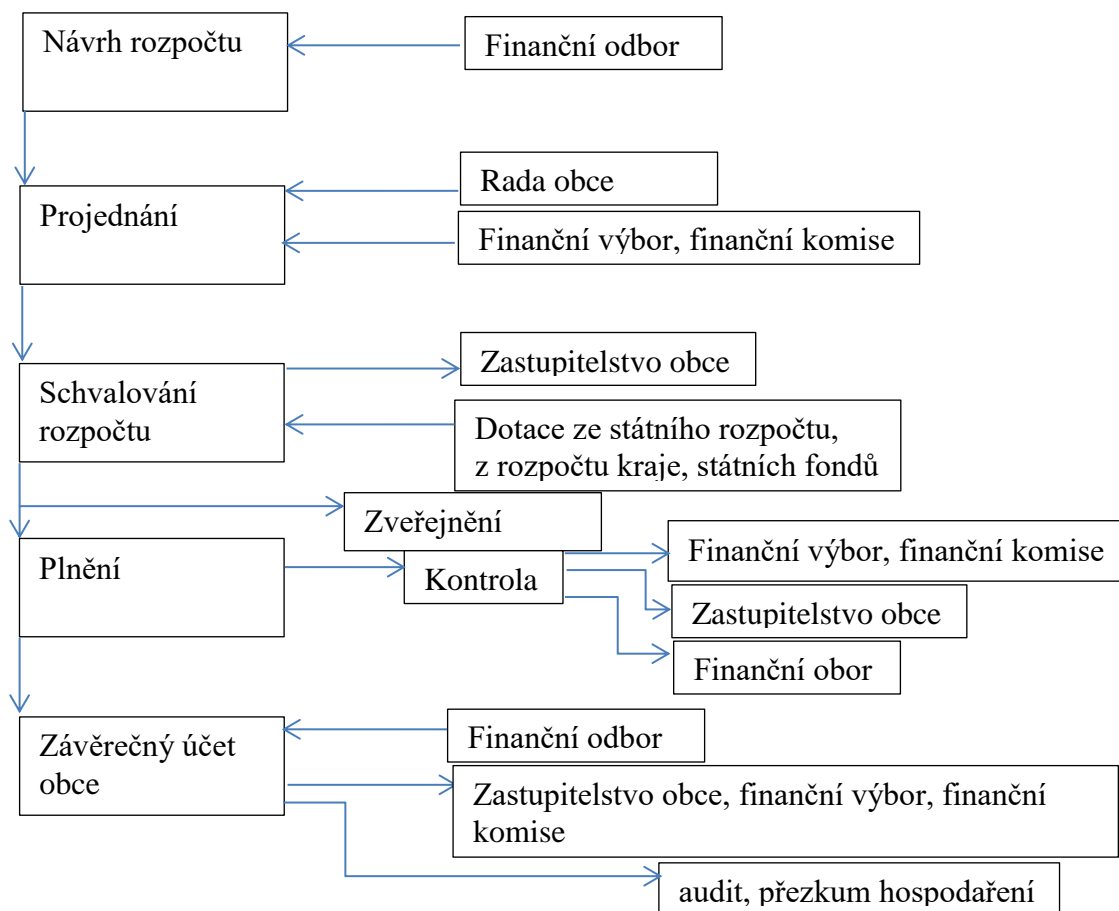 Návrh rozpočtu
Finanční odbor
Rada obce
Projednání
Finanční výbor, finanční komise
Zastupitelstvo obce
Schvalování
rozpočtu
Dotace ze státního rozpočtu,
z rozpočtu kraje, státních fondů
Zveřejnění
Finanční výbor, finanční komise
Plnění
Kontrola
Zastupitelstvo obce
Finanční obor
Závěrečný účet
obce
Finanční odbor
Zastupitelstvo obce, finanční výbor, finanční
komise
audit, přezkum hospodaření